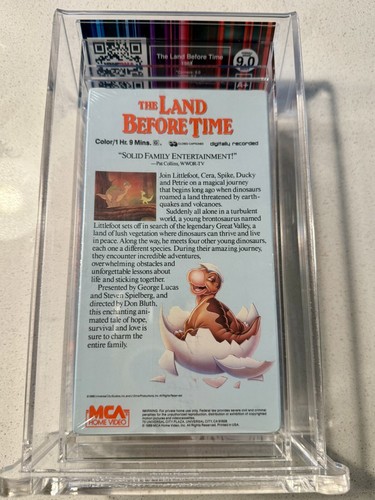 The Land Before Time
1988
9.0
THE LAND
BEFORE TIME
Color/1 Hr. 9 Mins.
digitally recorded
"SOLID FAMILY ENTERTAINMENT!"
—Pat Collins, WWOR-TV
Join Littlefoot, Cera, Spike, Ducky
and Petrie on a magical journey
that begins long ago when dinosaurs
roamed a land threatened by earth-
quakes and volcanoes.
Suddenly all alone in a turbulent
world, a young brontosaurus named
Littlefoot sets off in search of the legendary Great Valley, a
land of lush vegetation where dinosaurs can thrive and live
in peace. Along the way, he meets four other young dinosaurs,
each one a different species. During their amazing journey,
they encounter incredible adventures,
overwhelming obstacles and
unforgettable lessons about
life and sticking together.
Presented by George Lucas
and Steven Spielberg, and
directed by Don Bluth,
this enchanting ani-
mated tale of hope,
survival and love is
sure to charm the
entire family.
MCA
HOME VIDEO